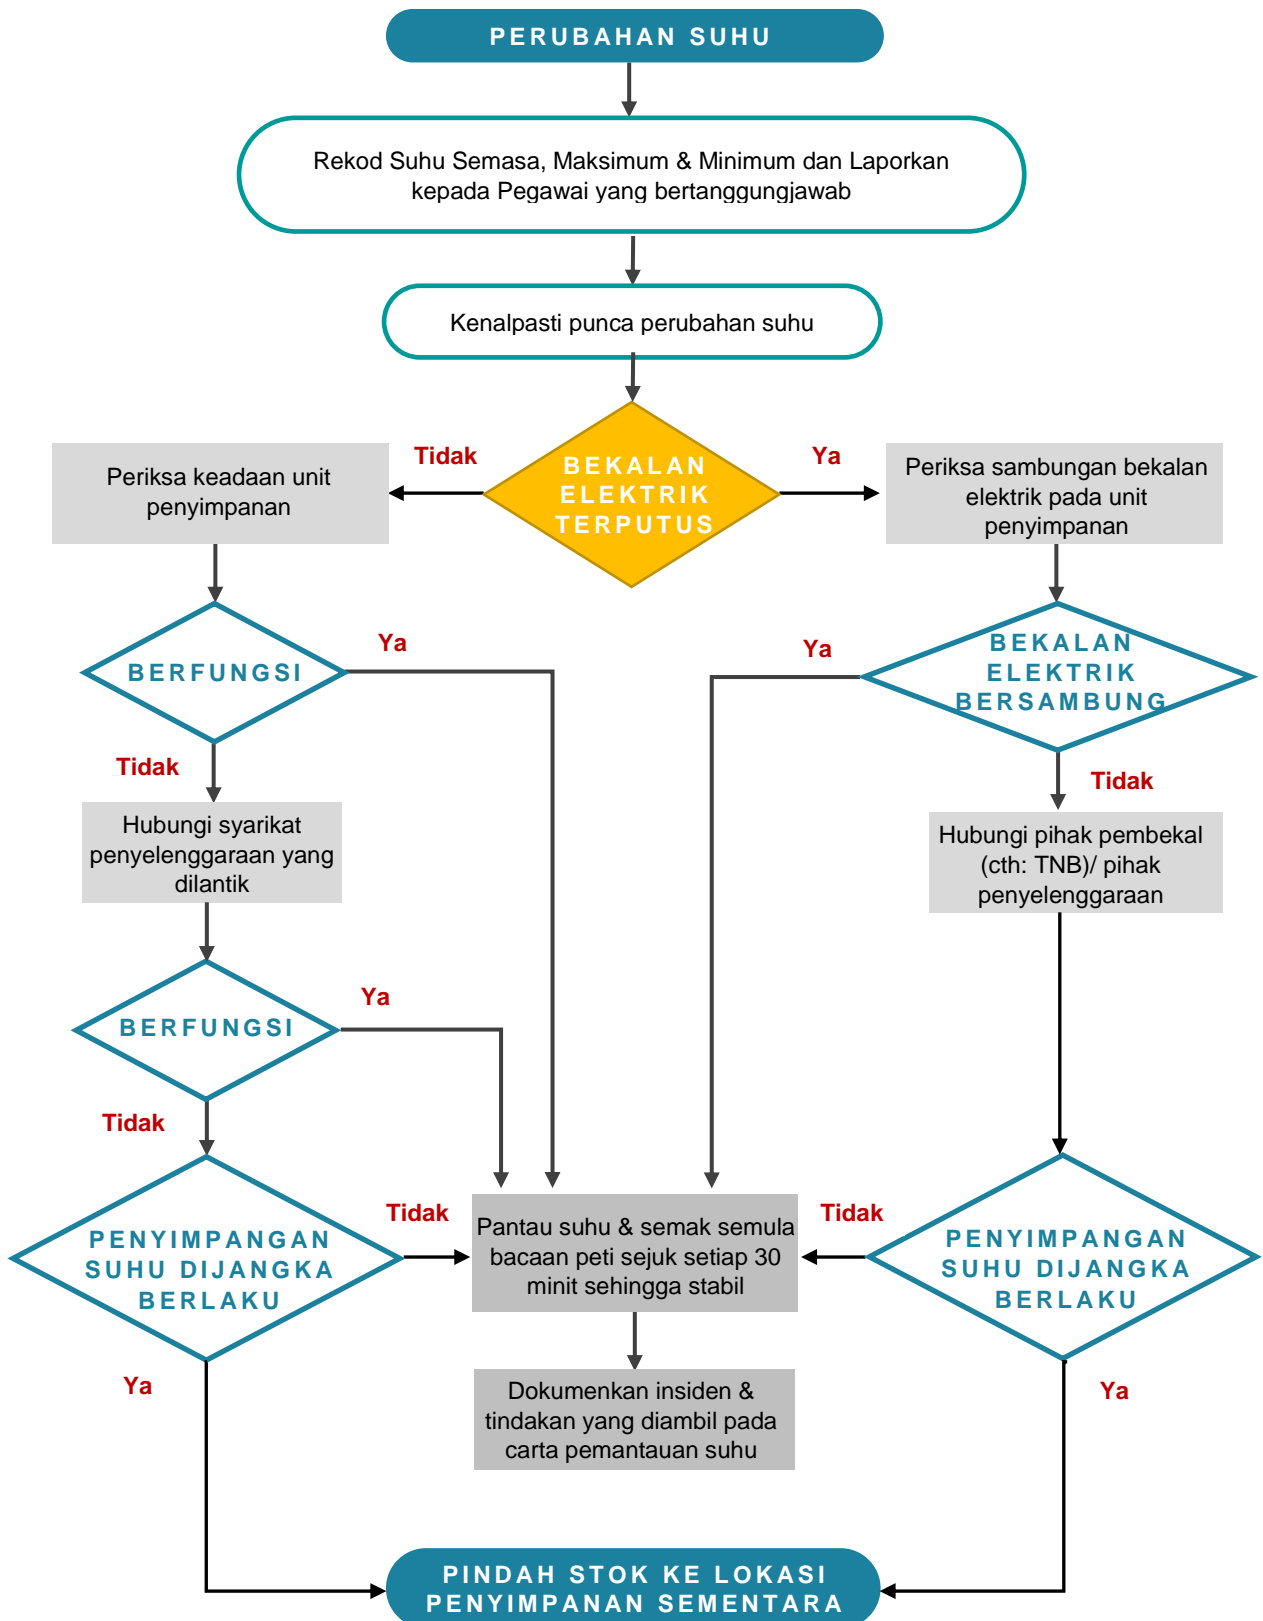 PERUBAHAN SUHU
Rekod Suhu Semasa, Maksimum & Minimum dan Laporkan
kepada Pegawai yang bertanggungjawab
Kenalpasti punca perubahan suhu
BEKALAN
ELEKTRIK
TERPUTUS
Tidak
Ya
Periksa keadaan unit
penyimpanan
Periksa sambungan bekalan
elektrik pada unit
penyimpanan
BERFUNGSI
Ya
Ya
BEKALAN
ELEKTRIK
BERSAMBUNG
Tidak
Tidak
Hubungi syarikat
penyelenggaraan yang
dilantik
Hubungi pihak pembekal
(cth: TNB)/ pihak
penyelenggaraan
BERFUNGSI
Ya
Tidak
PENYIMPANGAN
SUHU DIJANGKA
BERLAKU
Tidak
Pantau suhu & semak semula
bacaan peti sejuk setiap 30
minit sehingga stabil
Tidak
PENYIMPANGAN
SUHU DIJANGKA
BERLAKU
Ya
Dokumenkan insiden &
tindakan yang diambil pada
carta pemantauan suhu
Ya
PINDAH STOK KE LOKASI
PENYIMPANAN SEMENTARA